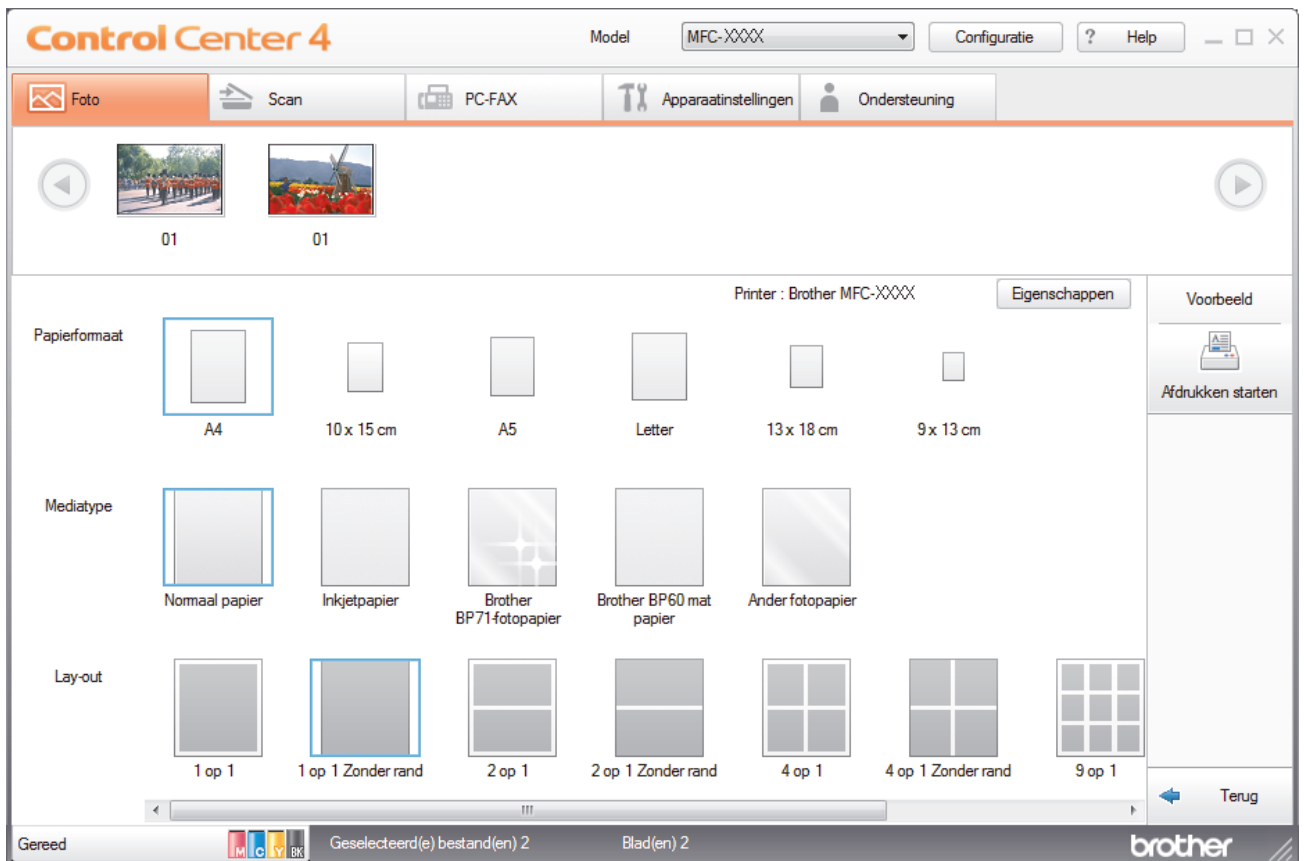 Control Center 4
Model
MFC-XXXX
Configuratie
? Help
Foto
Scan
PC-FAX
Apparaatinstellingen
Ondersteuning
01
01
Printer : Brother MFC-XXXX
Eigenschappen
Voorbeeld
Afdrukken starten
Papierformaat
A4
10 x 15 cm
A5
Letter
13 x 18 cm
9 x 13 cm
Mediatype
Normaal papier
Inkjetpapier
Brother
BP71-fotopapier
Brother BP60 mat
papier
Ander fotopapier
Lay-out
1 op 1
1 op 1 Zonder rand
2 op 1
2 op 1 Zonder rand
4 op 1
4 op 1 Zonder rand
9 op 1
Terug
Gereed
M C Y BK
Geselecteerd(e) bestand(en) 2
Blad(en) 2
brother